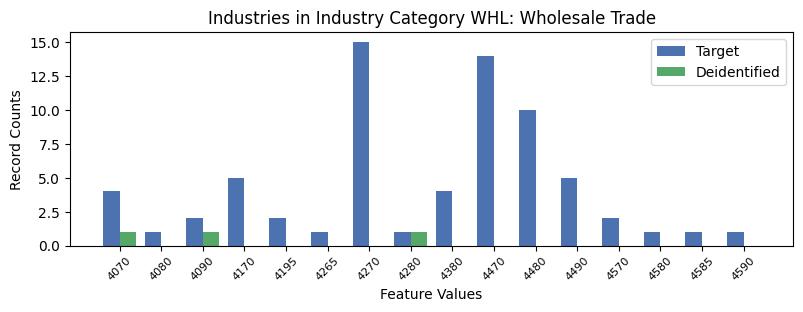 Industries in Industry Category WHL: Wholesale Trade
Target
Deidentified
Record Counts
15.0
12.5
10.0
7.5
5.0
2.5
0.0
4070 4080 4090 4170 4195 4265 4270 4280 4380 4470 4480 4490 4570 4580 4585 4590
Feature Values